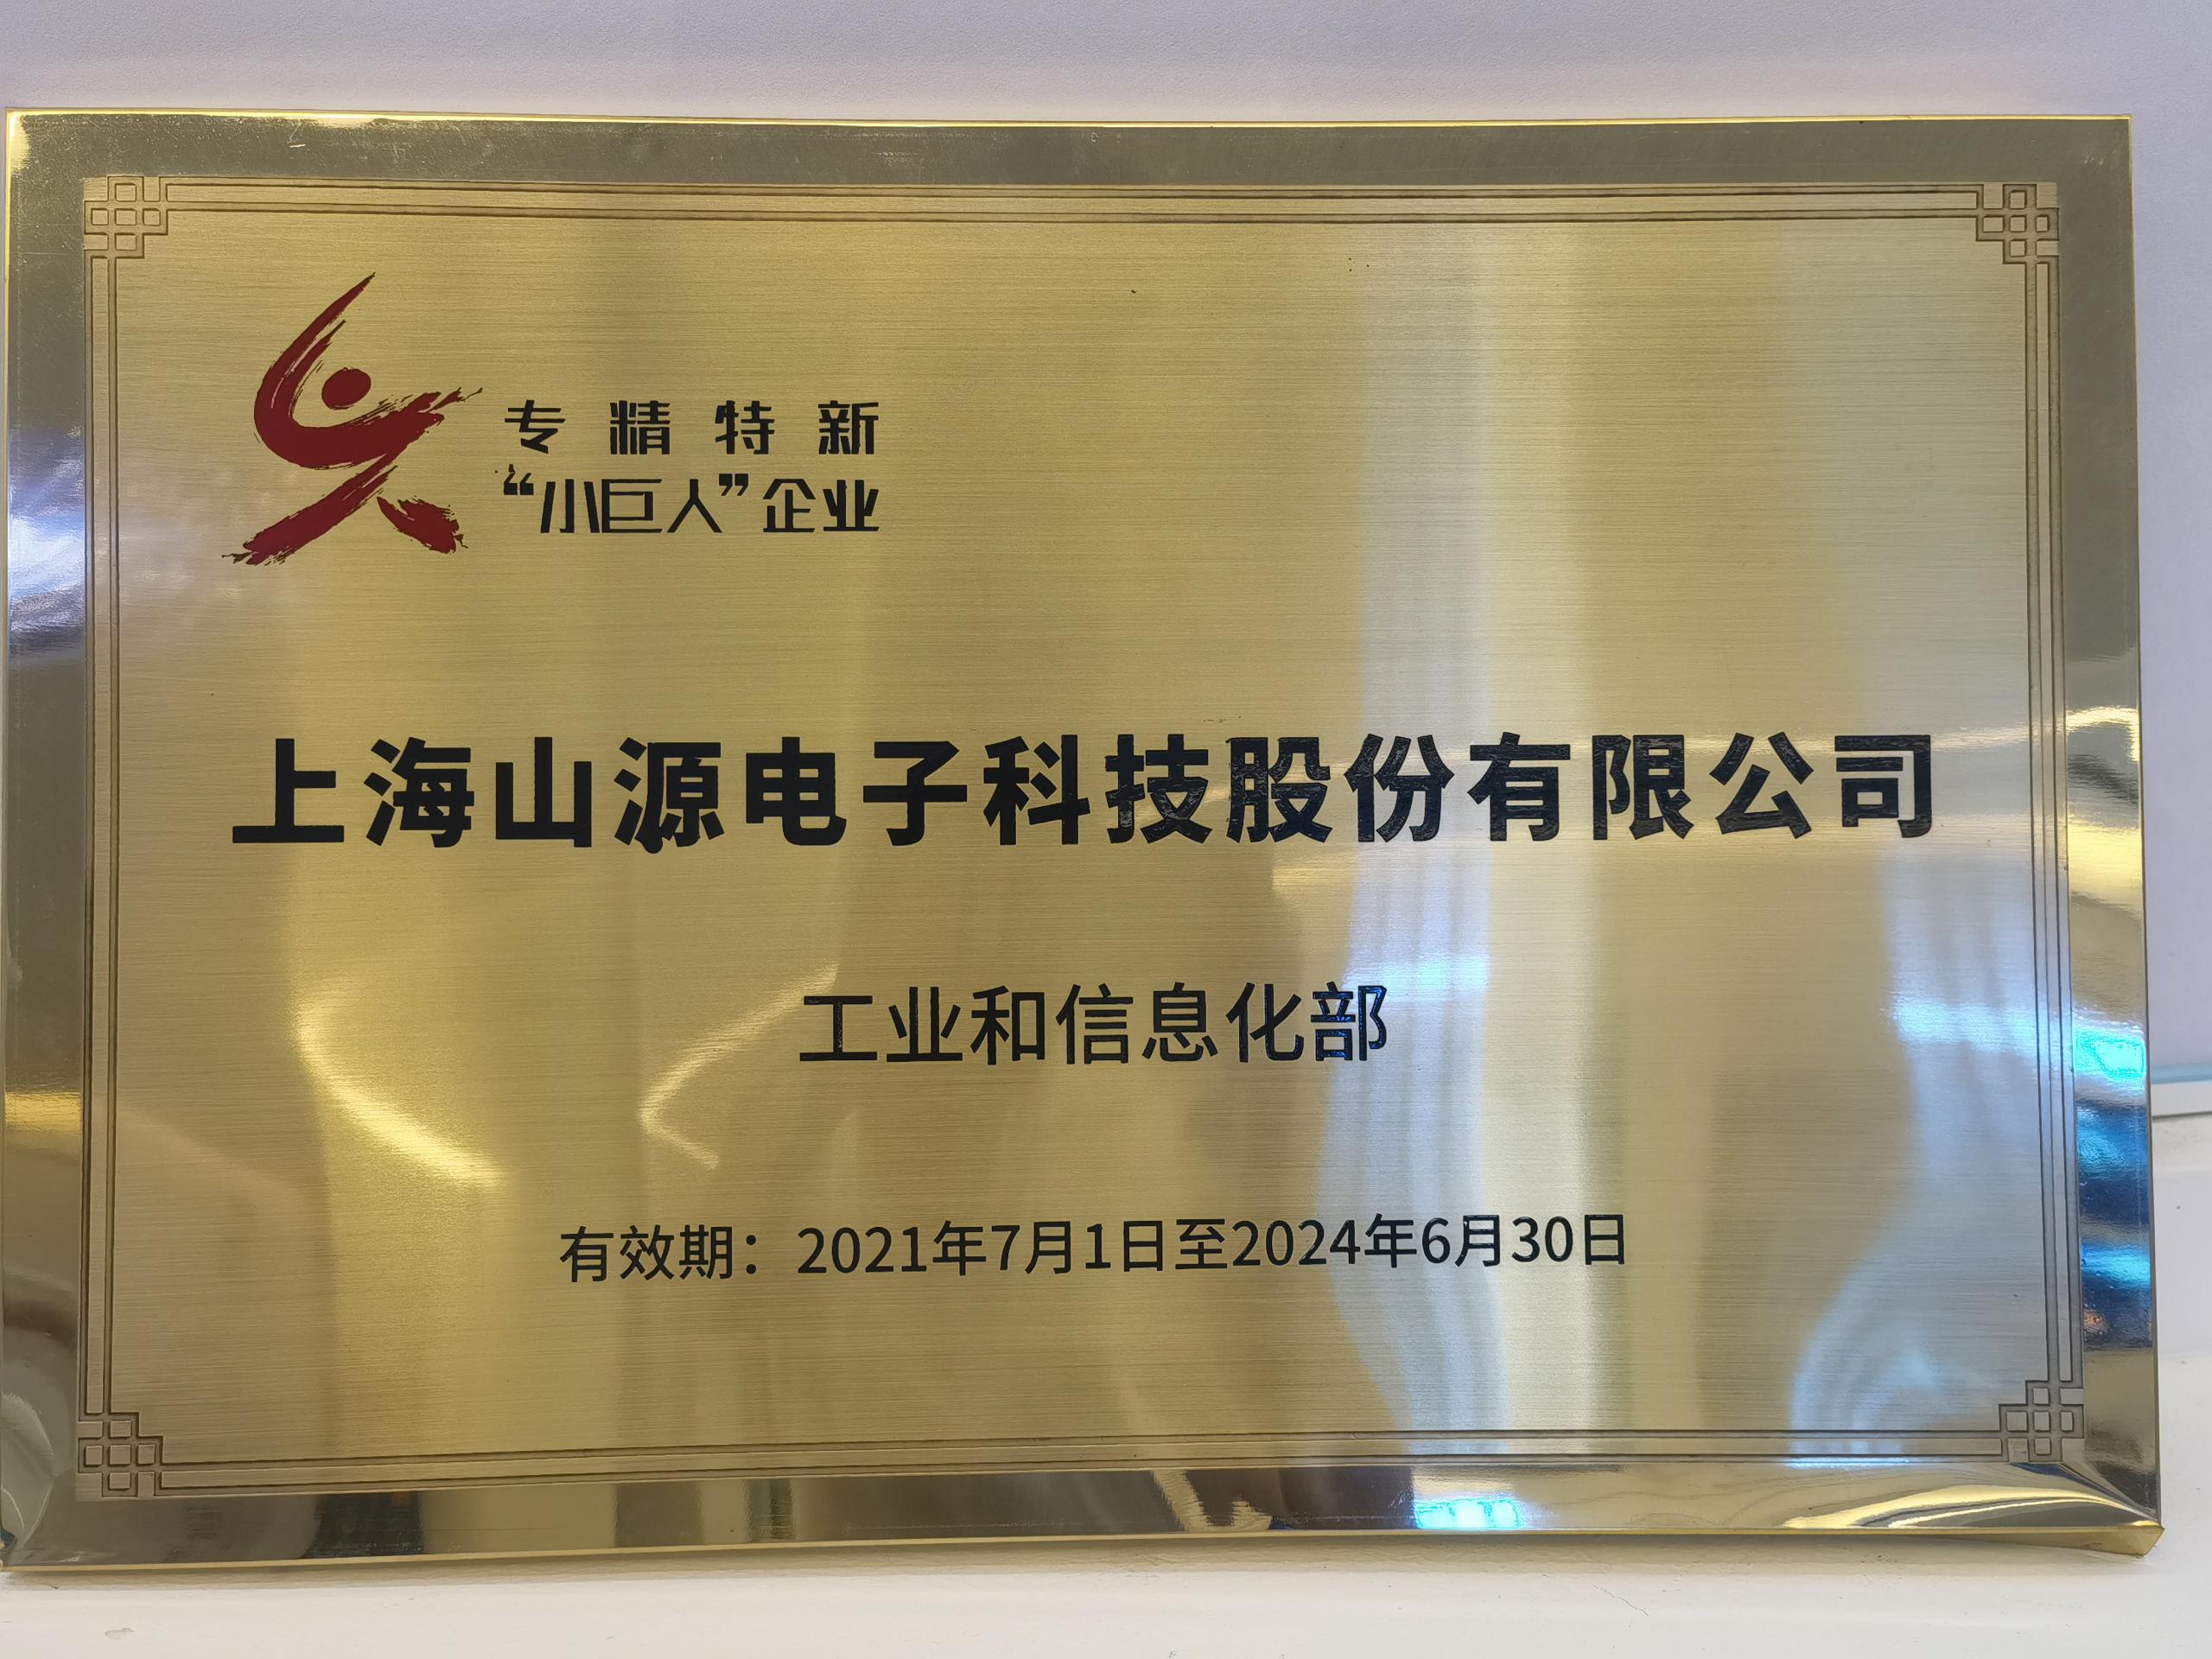 专精特新
“小巨人”企业
上海山源电子科技股份有限公司
工业和信息化部
有效期：2021年7月1日至2024年6月30日